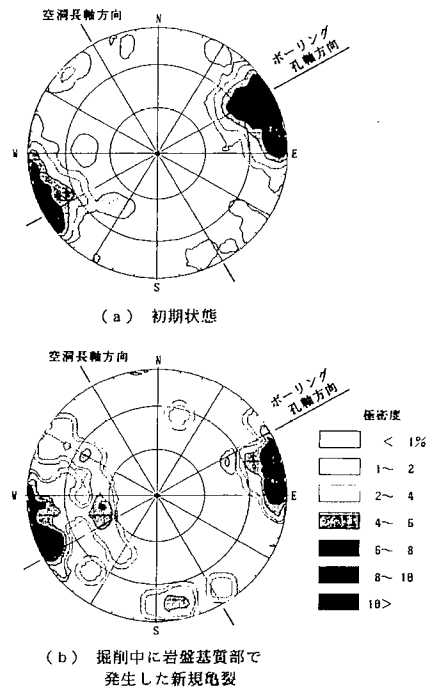 空洞長軸方向
N
ボーリング
孔軸方向
W
E
S
(a) 初期状態
空洞長軸方向
N
ボーリング
孔軸方向
極密度
< 1%
1~ 2
2~ 4
4~ 6
6~ 8
8~ 10
10>
W
E
S
(b) 掘削中に岩盤基質部で
発生した新規亀裂